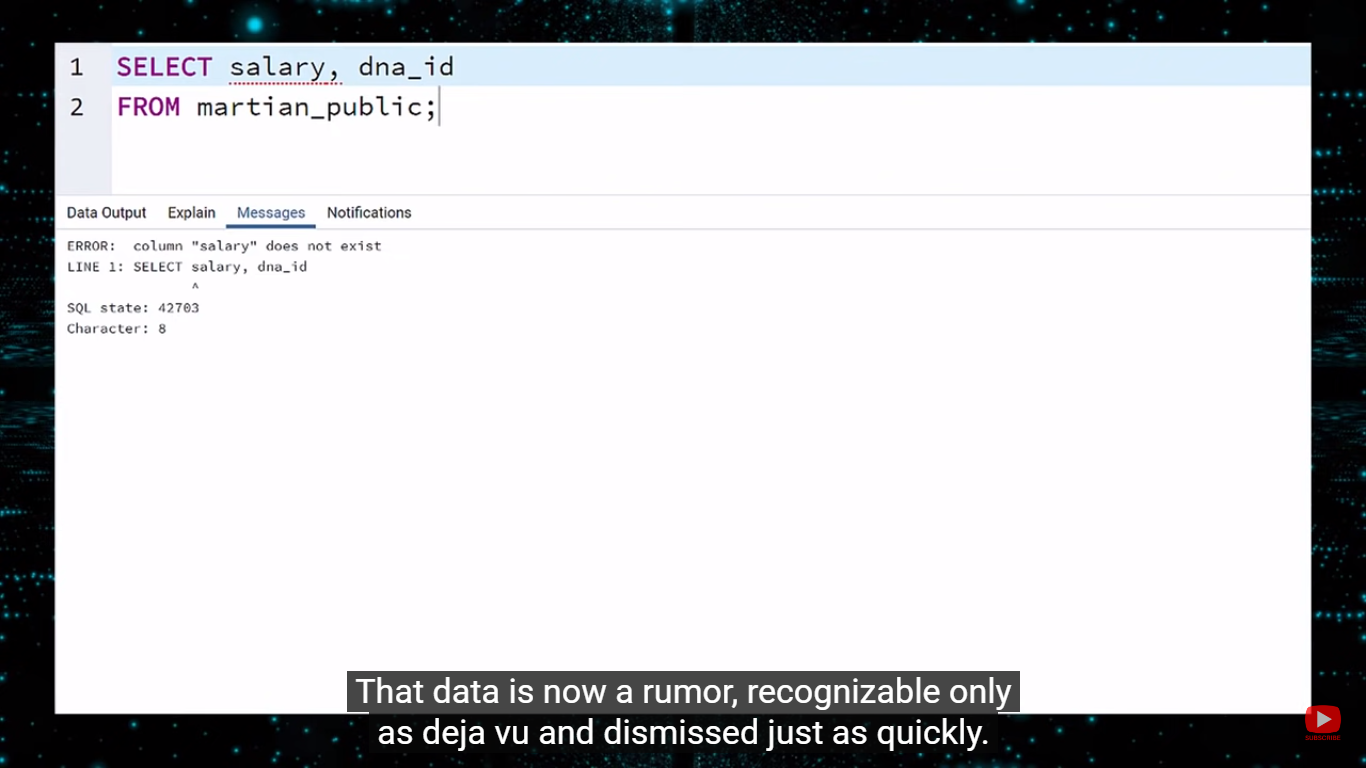 1 SELECT salary, dna_id
2 FROM martian_public;
Data Output Explain Messages Notifications
ERROR:  column "salary" does not exist
LINE 1: SELECT salary, dna_id
^
SQL state: 42703
Character: 8
That data is now a rumor, recognizable only
as deja vu and dismissed just as quickly.
SUBSCRIBE